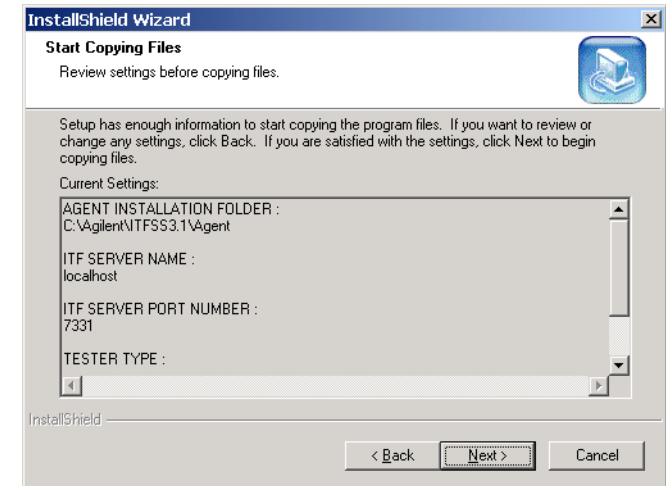 InstallShield Wizard
Start Copying Files
Review settings before copying files.
Setup has enough information to start copying the program files. If you want to review or
change any settings, click Back. If you are satisfied with the settings, click Next to begin
copying files.
Current Settings:
AGENT INSTALLATION FOLDER :
C:\Agilent\ITFSS3.1\Agent
ITF SERVER NAME :
localhost
ITF SERVER PORT NUMBER :
7331
TESTER TYPE :
InstallShield
< Back Next > Cancel